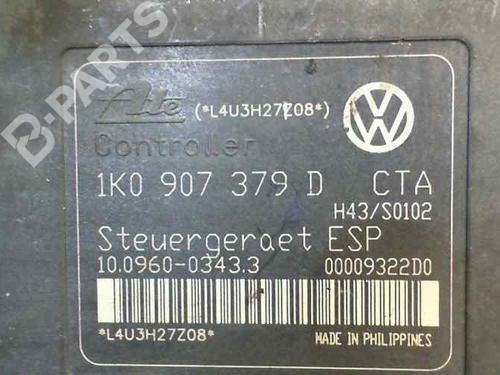 B-PARTS
Ate (*L4U3H27Z08*)
Controller
1K0 907 379 D CTA
H43/S0102
Steuergeraet ESP
10.0960-0343.3 00009322D0
*L4U3H27Z08*
MADE IN PHILIPPINES